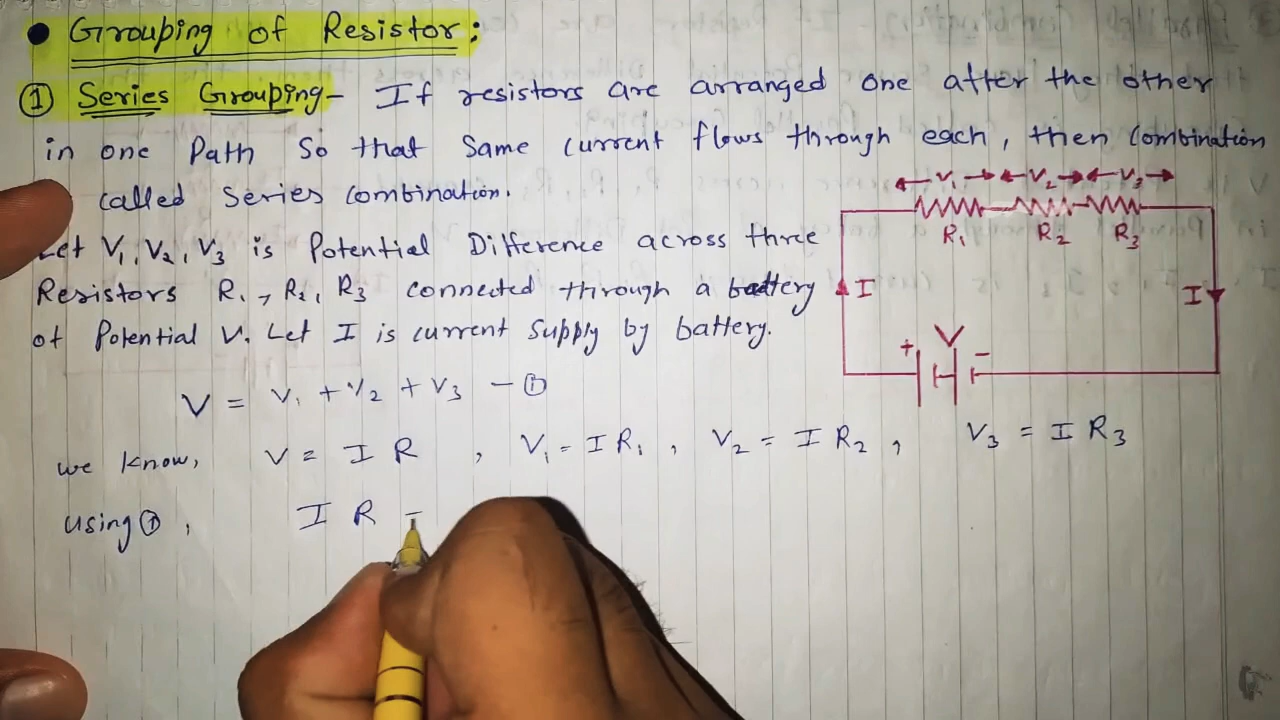 • Grouping of Resistor:
① Series Grouping- If resistors are arranged one after the other
in one Path so that same current flows through each, then combination
called series combination.
Let V₁, V₂, V₃ is Potential Difference across three
Resistors R₁, R₂, R₃ connected through a battery
of Potential V. Let I is current supply by battery.
V₁ V₂ V₃
R₁ R₂ R₃
I I
V
+ -
V = V₁ + V₂ + V₃ - ①
we know, V = I R , V₁ = I R₁ , V₂ = I R₂ , V₃ = I R₃
using ① , I R =